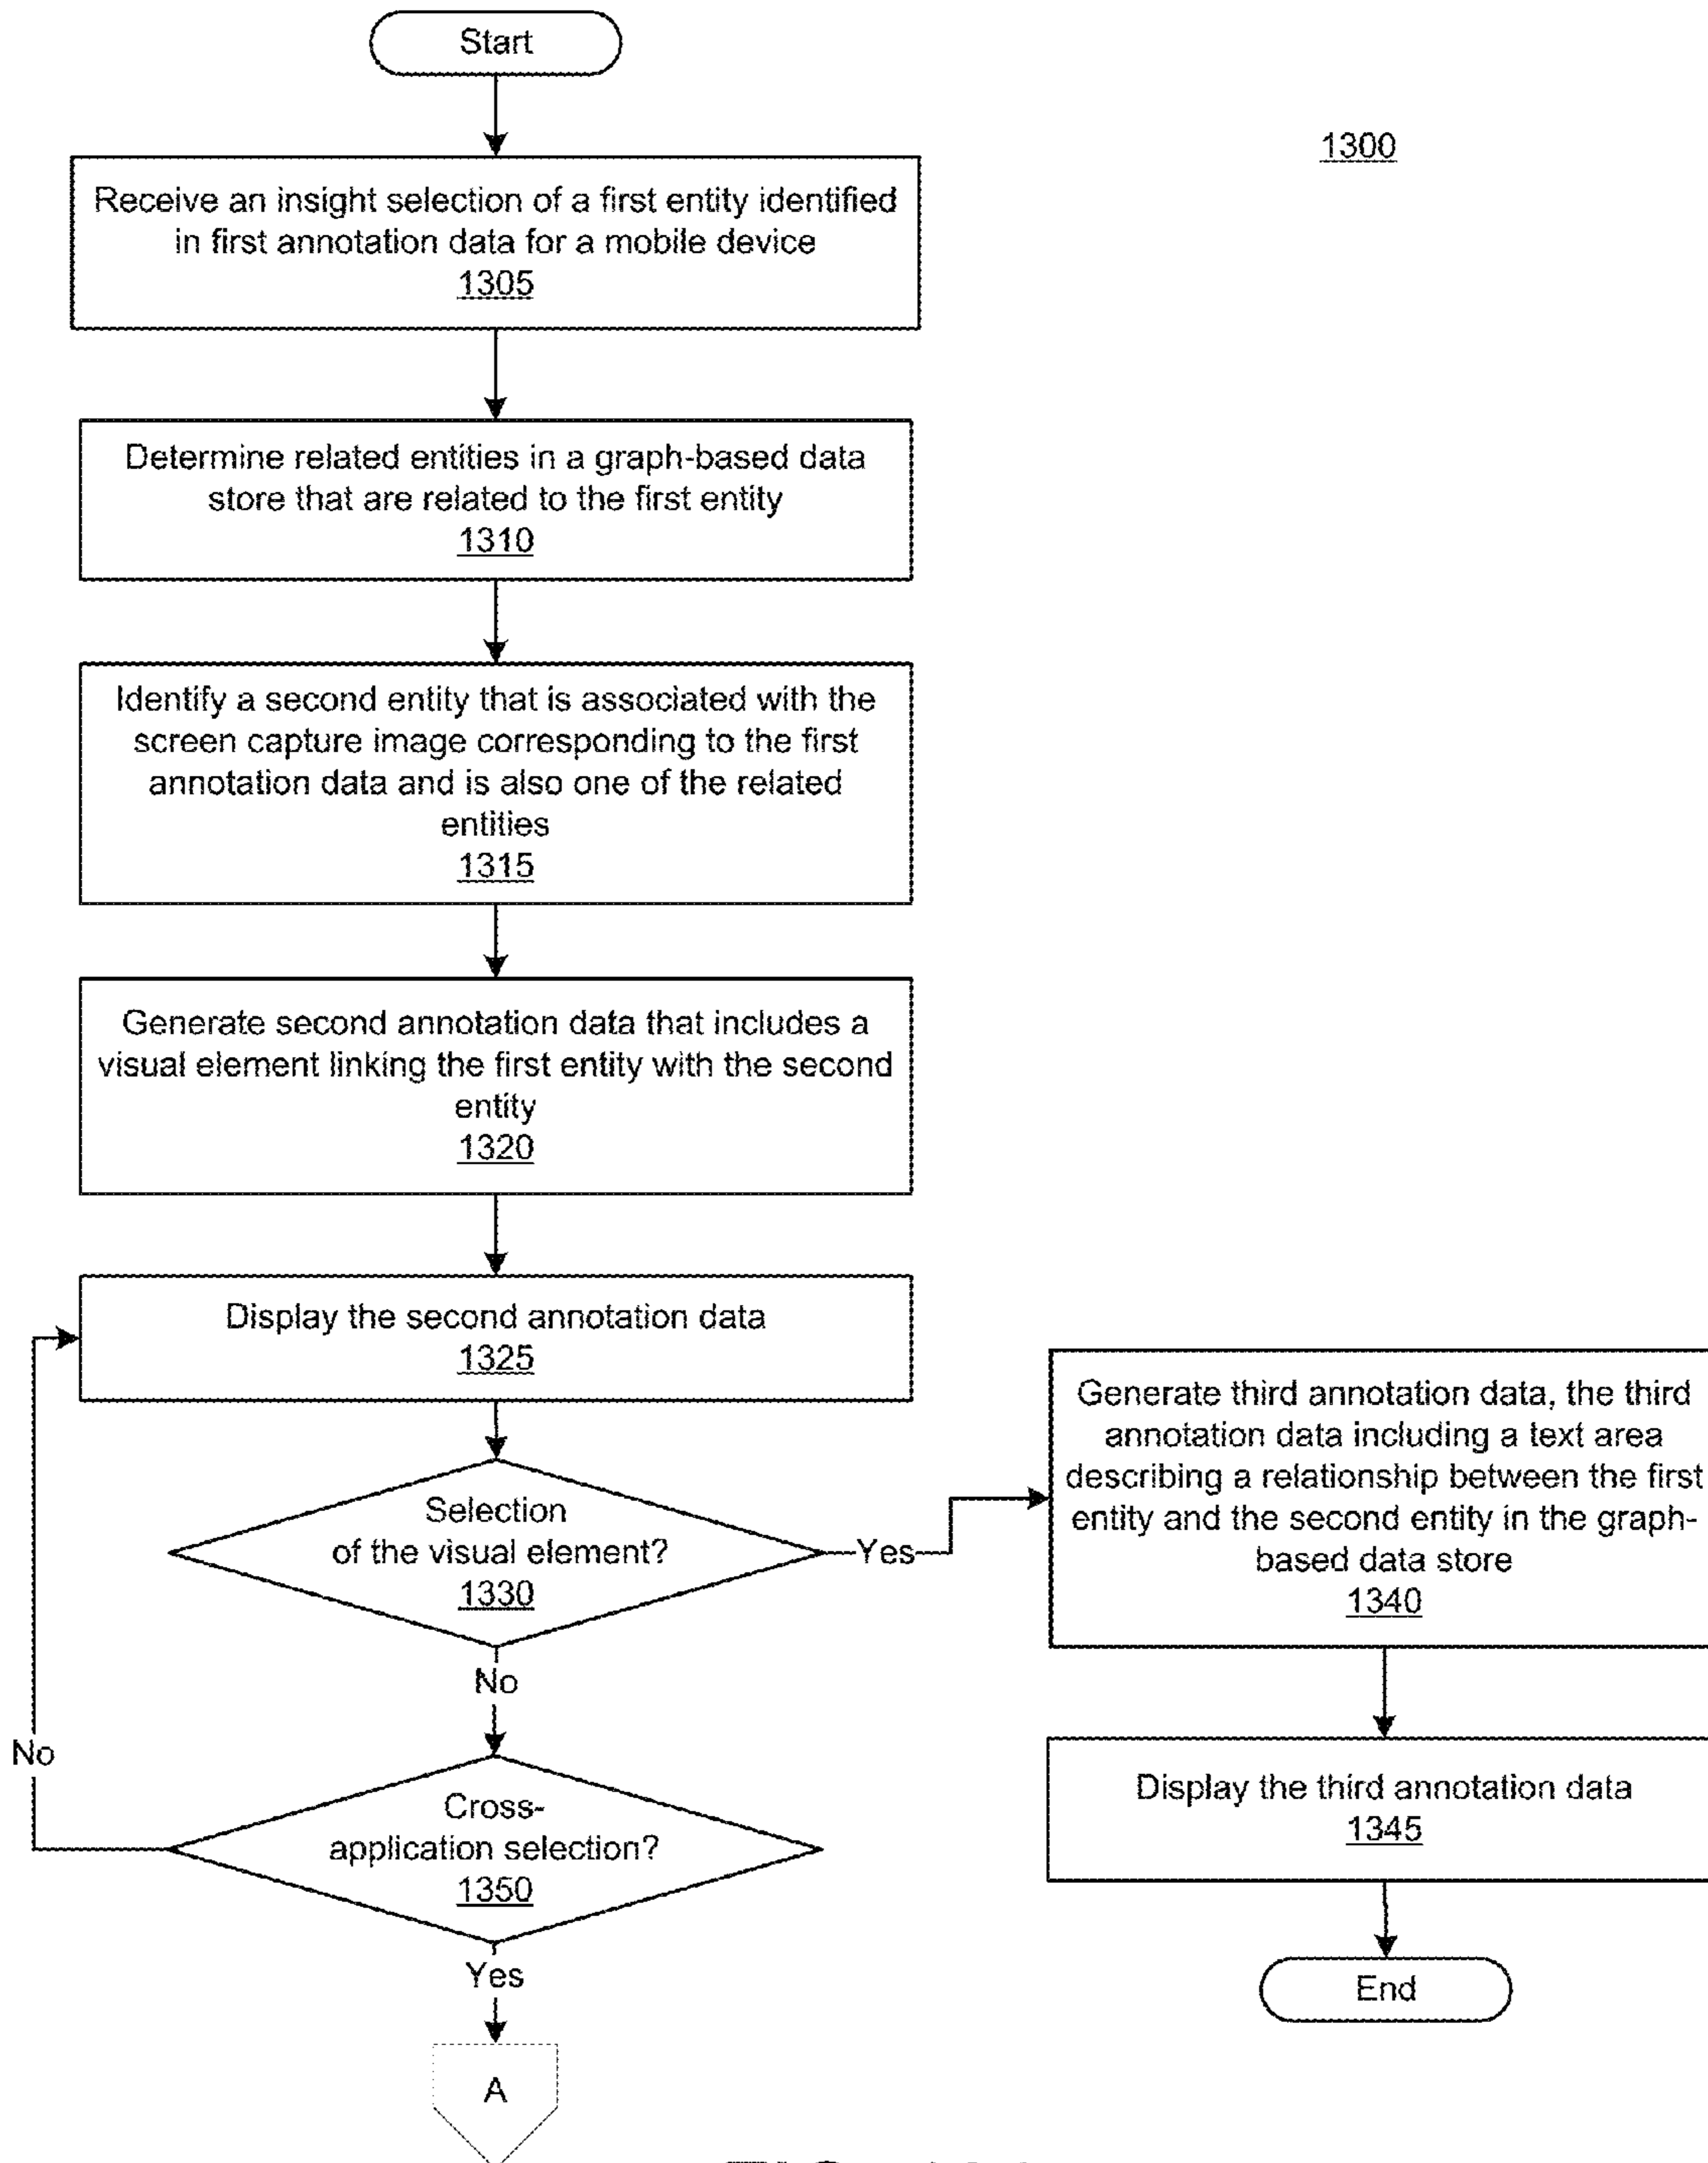 Start
1300
Receive an insight selection of a first entity identified
in first annotation data for a mobile device
1305
Determine related entities in a graph-based data
store that are related to the first entity
1310
Identify a second entity that is associated with the
screen capture image corresponding to the first
annotation data and is also one of the related
entities
1315
Generate second annotation data that includes a
visual element linking the first entity with the second
entity
1320
Display the second annotation data
1325
Selection
of the visual element?
1330
Yes
Generate third annotation data, the third
annotation data including a text area
describing a relationship between the first
entity and the second entity in the graph-
based data store
1340
No
Display the third annotation data
1345
No
Cross-
application selection?
1350
Yes
End
A